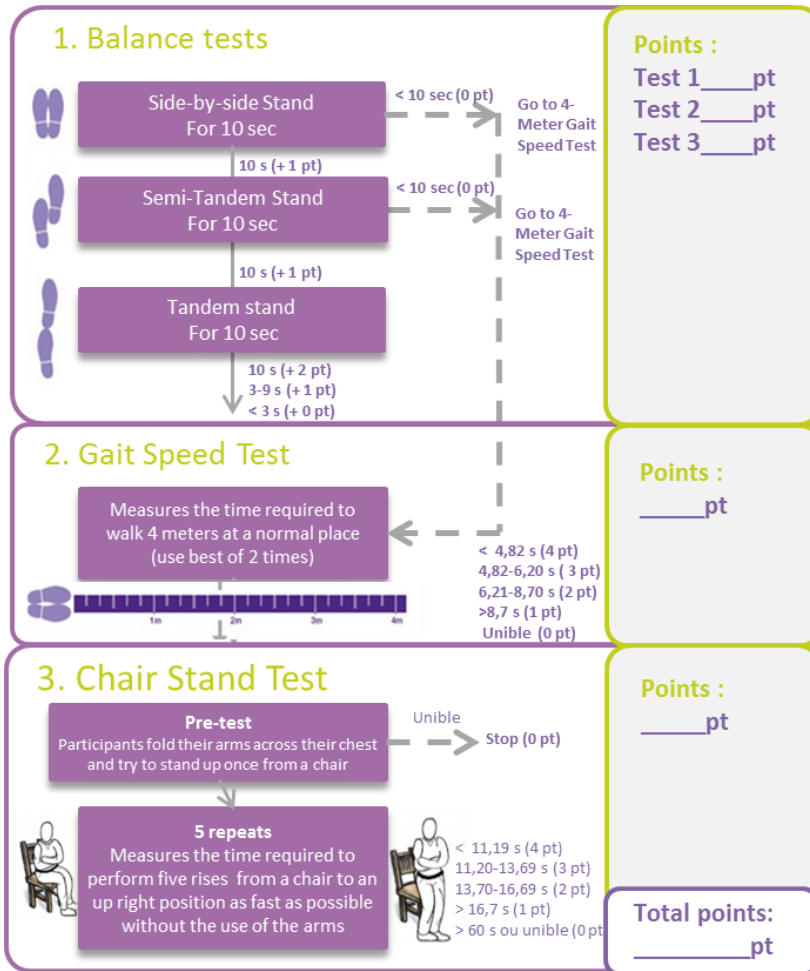 1. Balance tests
Side-by-side Stand
For 10 sec
< 10 sec (0 pt)
Go to 4-
Meter Gait
Speed Test
10 s (+ 1 pt)
Semi-Tandem Stand
For 10 sec
< 10 sec (0 pt)
Go to 4-
Meter Gait
Speed Test
10 s (+ 1 pt)
Tandem stand
For 10 sec
10 s (+ 2 pt)
3-9 s (+ 1 pt)
< 3 s (+ 0 pt)
Points :
Test 1____pt
Test 2____pt
Test 3____pt
2. Gait Speed Test
Measures the time required to
walk 4 meters at a normal place
(use best of 2 times)
< 4,82 s (4 pt)
4,82-6,20 s ( 3 pt)
6,21-8,70 s (2 pt)
>8,7 s (1 pt)
Unible (0 pt)
1m 2m 3m 4m
Points :
_____pt
3. Chair Stand Test
Pre-test
Participants fold their arms across their chest
and try to stand up once from a chair
Unible
Stop (0 pt)
5 repeats
Measures the time required to
perform five rises from a chair to an
up right position as fast as possible
without the use of the arms
< 11,19 s (4 pt)
11,20-13,69 s (3 pt)
13,70-16,69 s (2 pt)
> 16,7 s (1 pt)
> 60 s ou unible (0 pt
Points :
_____pt
Total points:
________pt